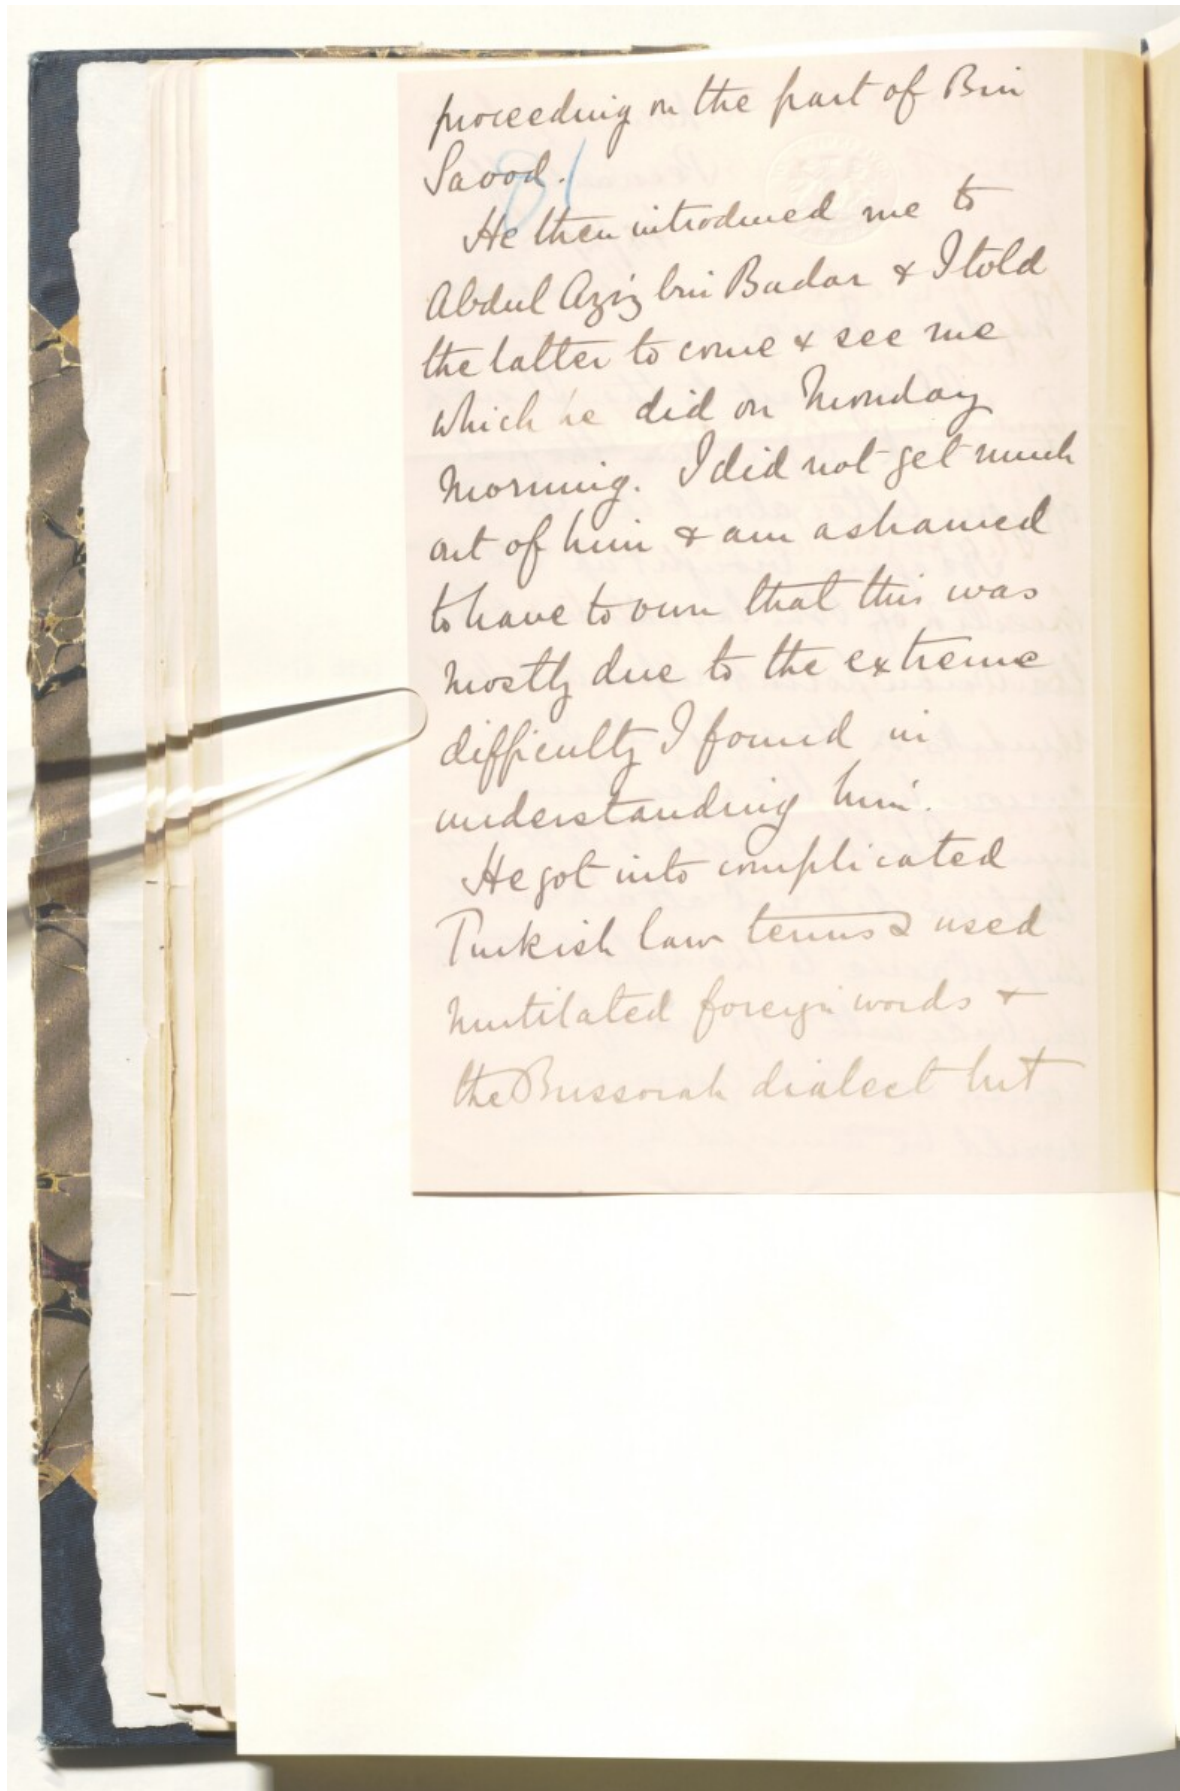 proceeding on the part of Bin
Saood.
He then introduced me to
Abdul Aziz bin Badar & I told
the latter to come & see me
which he did on Monday
morning. I did not get much
out of him & am ashamed
to have to own that this was
mostly due to the extreme
difficulty I found in
understanding him.
He got into complicated
Turkish law terms & used
mutilated foreign words &
the Bussorah dialect but